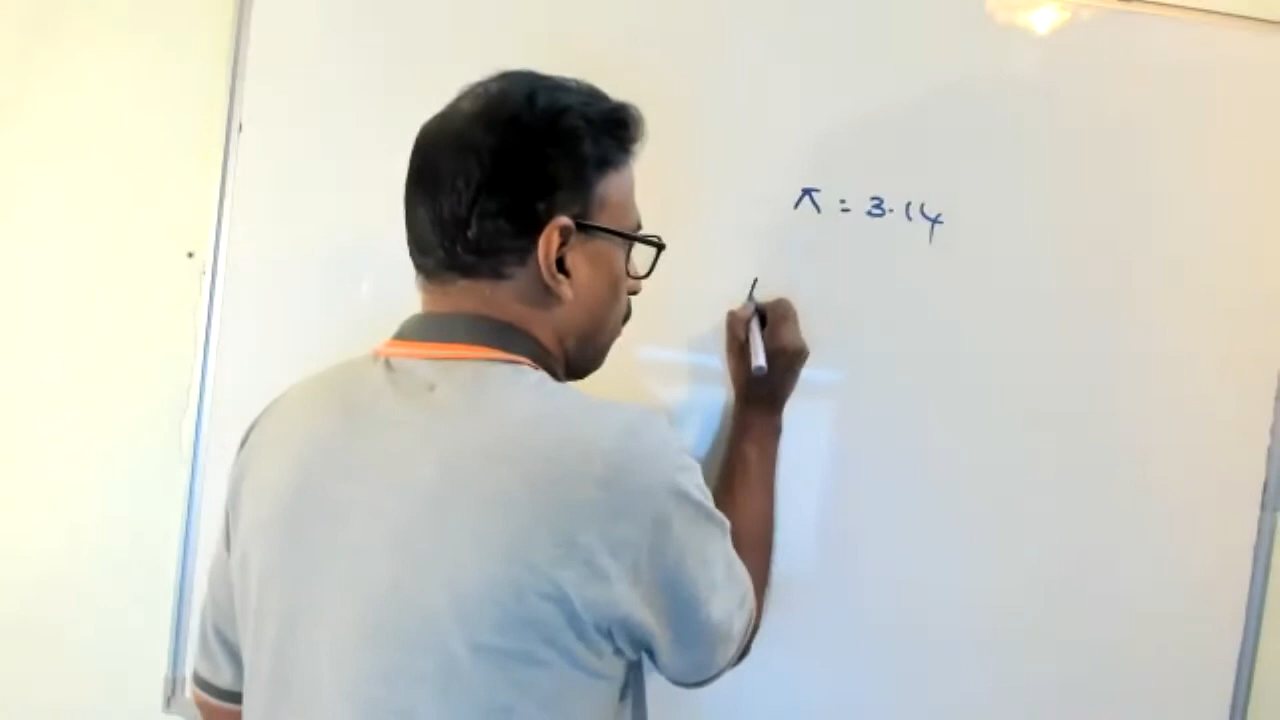 π = 3.14